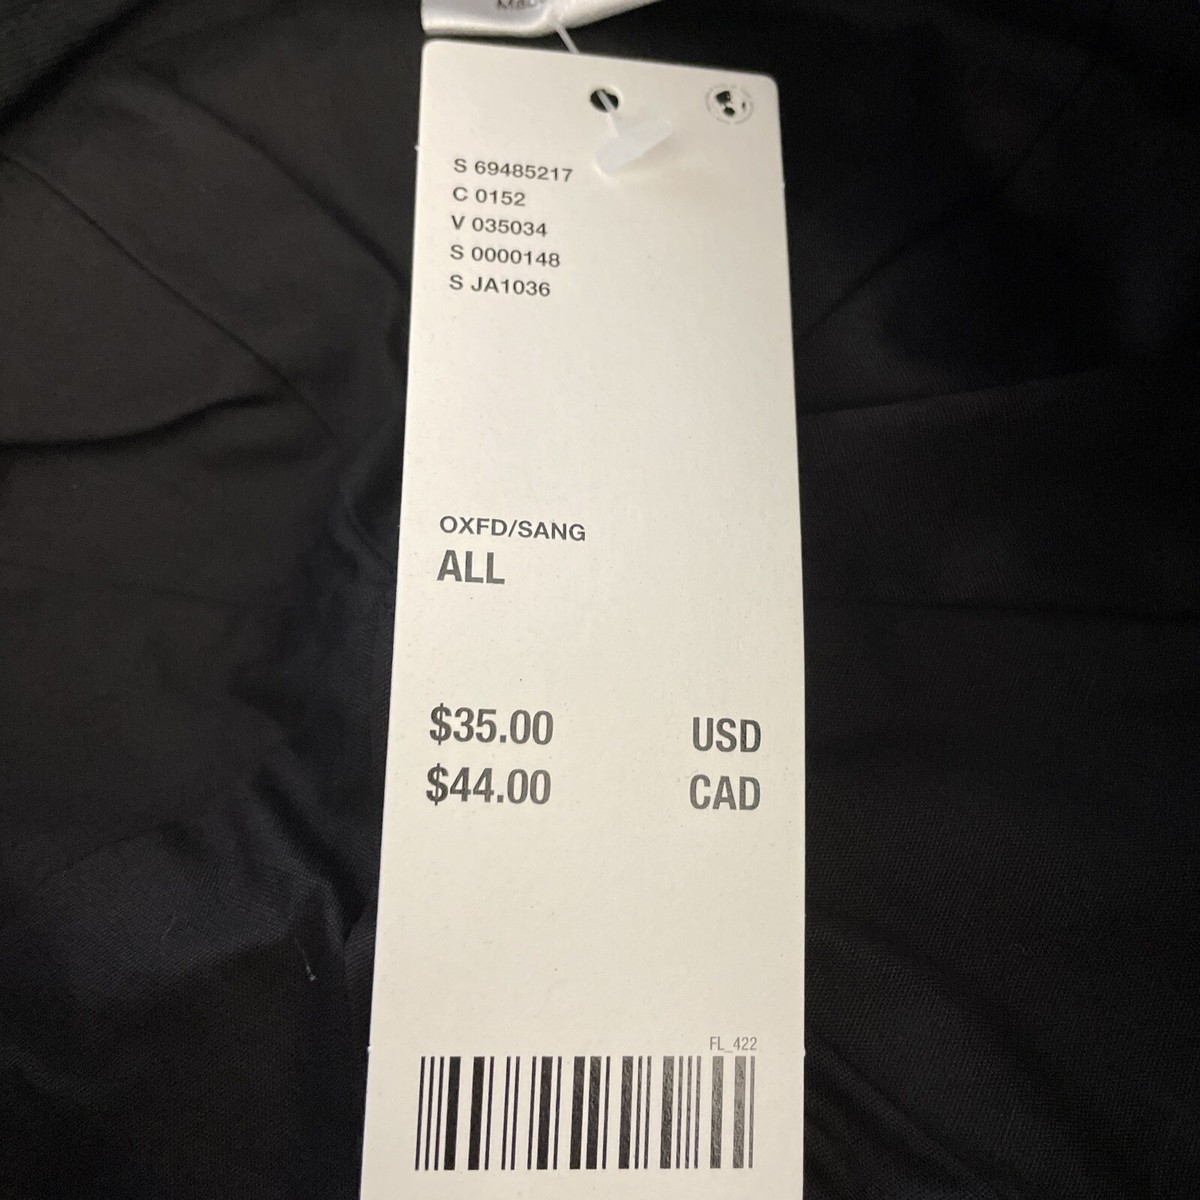 S 69485217
C 0152
V 035034
S 0000148
S JA1036
OXFD/SANG
ALL
$35.00 USD
$44.00 CAD
FL_422